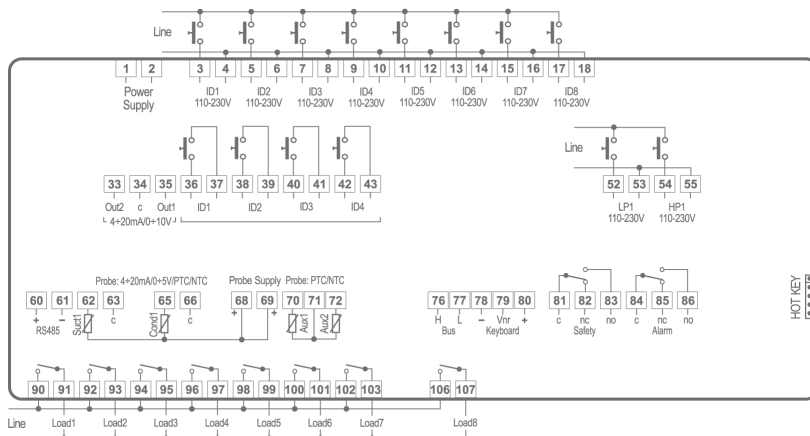 Line
1 2 3 4 5 6 7 8 9 10 11 12 13 14 15 16 17 18
Power Supply
ID1 110-230V
ID2 110-230V
ID3 110-230V
ID4 110-230V
ID5 110-230V
ID6 110-230V
ID7 110-230V
ID8 110-230V
Line
33 34 35 36 37 38 39 40 41 42 43
52 53 54 55
Out2 c Out1 ID1 ID2 ID3 ID4
4÷20mA/0÷10V
LP1 110-230V
HP1 110-230V
Probe: 4÷20mA/0÷5V/PTC/NTC
Probe Supply
Probe: PTC/NTC
60 61 62 63 65 66 68 69 70 71 72 76 77 78 79 80 81 82 83 84 85 86
+ − Suct1 c Cond1 c + + Aux1 Aux2 H L − Vnr + c nc no c nc no
RS485
Bus
Keyboard
Safety
Alarm
HOT KEY
90 91 92 93 94 95 96 97 98 99 100 101 102 103 106 107
Line Load1 Load2 Load3 Load4 Load5 Load6 Load7 Load8